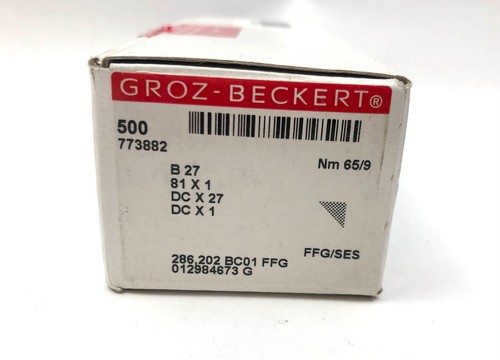 GROZ-BECKERT®
500
773882
Nm 65/9
B 27
81 X 1
DC X 27
DC X 1
FFG/SES
286,202 BC01 FFG
012984673 G